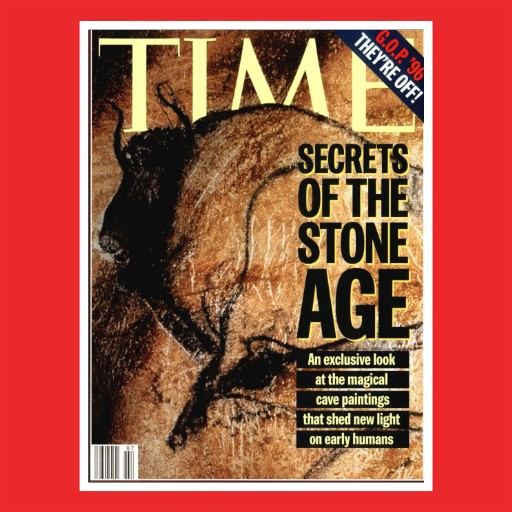 TIME
G.O.P. '96
THEY'RE OFF!
SECRETS
OF THE
STONE
AGE
An exclusive look
at the magical
cave paintings
that shed new light
on early humans
07